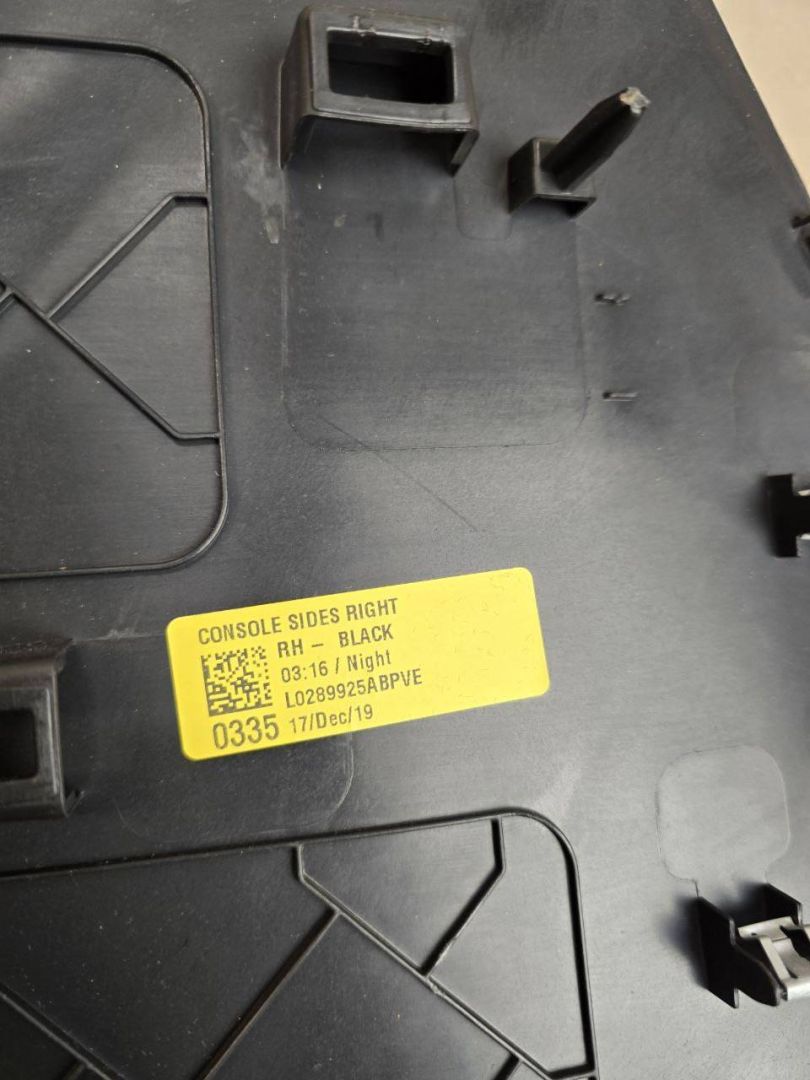 CONSOLE SIDES RIGHT
RH - BLACK
03:16 / Night
L0289925ABPVE
0335 17/Dec/19